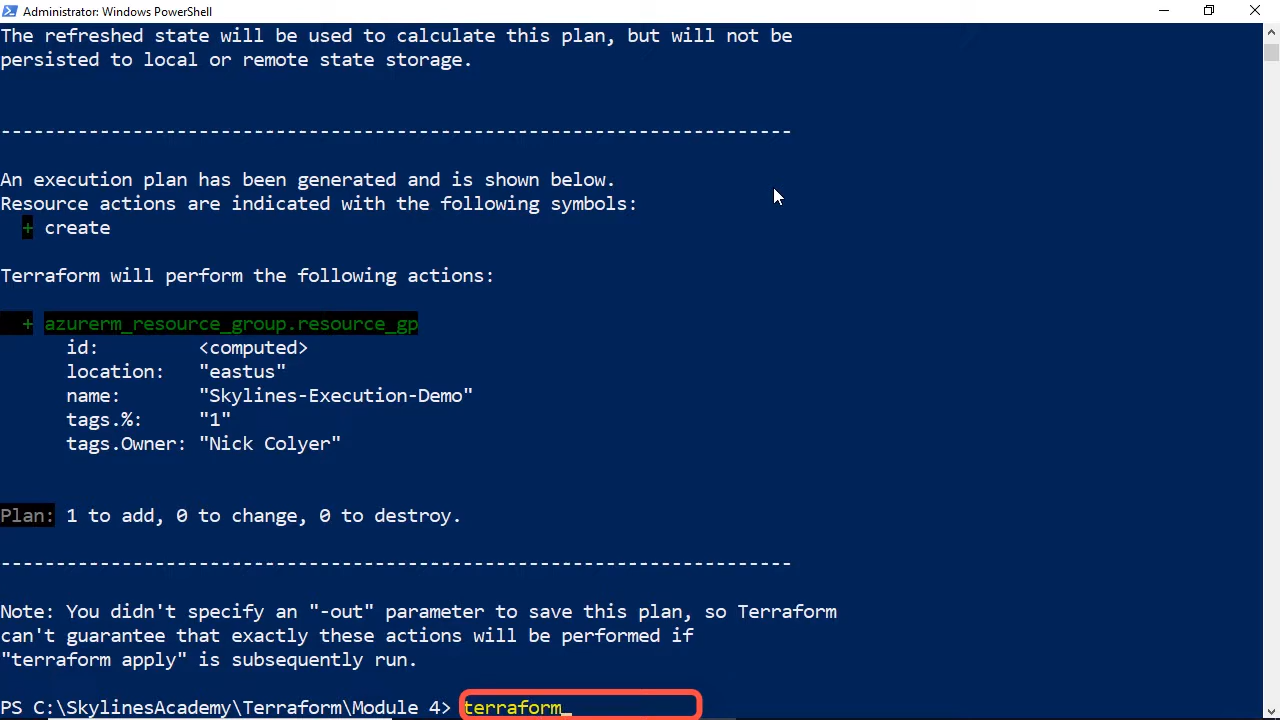 Administrator: Windows PowerShell
The refreshed state will be used to calculate this plan, but will not be
persisted to local or remote state storage.
------------------------------------------------------------------------
An execution plan has been generated and is shown below.
Resource actions are indicated with the following symbols:
+ create
Terraform will perform the following actions:
+ azurerm_resource_group.resource_gp
id: <computed>
location: "eastus"
name: "Skylines-Execution-Demo"
tags.%: "1"
tags.Owner: "Nick Colyer"
Plan: 1 to add, 0 to change, 0 to destroy.
------------------------------------------------------------------------
Note: You didn't specify an "-out" parameter to save this plan, so Terraform
can't guarantee that exactly these actions will be performed if
"terraform apply" is subsequently run.
PS C:\SkylinesAcademy\Terraform\Module 4> terraform_